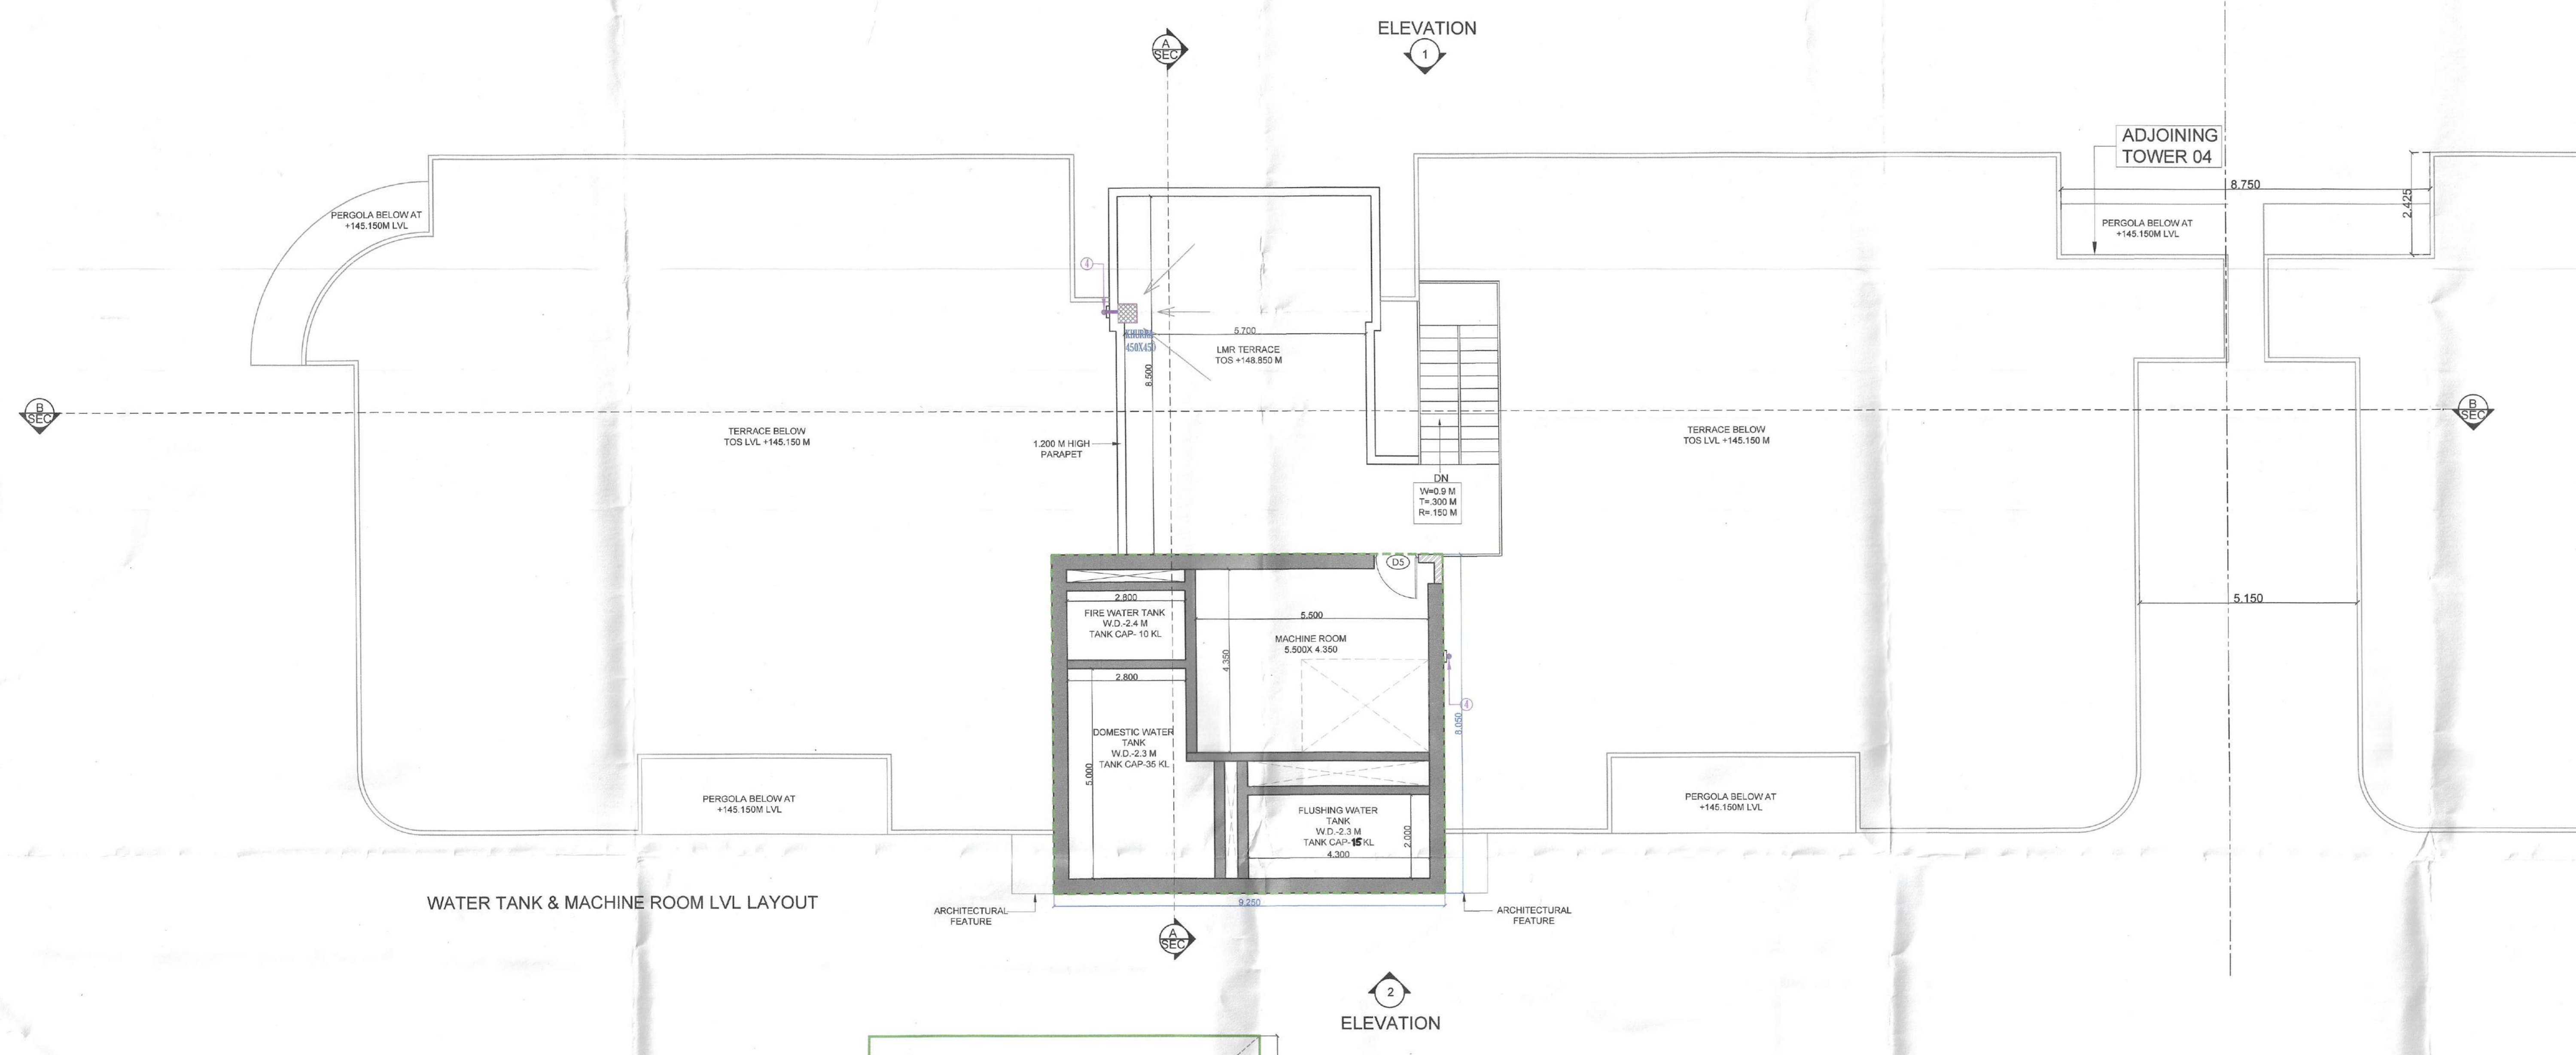 ELEVATION
1
A
SEC
ADJOINING
TOWER 04
8.750
2.425
PERGOLA BELOW AT
+145.150M LVL
PERGOLA BELOW AT
+145.150M LVL
4
KHURRA
450X450
5.700
LMR TERRACE
TOS +148.850 M
8.500
B
SEC
B
SEC
TERRACE BELOW
TOS LVL +145.150 M
1.200 M HIGH
PARAPET
TERRACE BELOW
TOS LVL +145.150 M
DN
W=0.9 M
T=.300 M
R=.150 M
D5
2.800
FIRE WATER TANK
W.D.-2.4 M
TANK CAP- 10 KL
5.500
MACHINE ROOM
5.500X 4.350
4.350
5.150
2.800
4
8.050
DOMESTIC WATER
TANK
W.D.-2.3 M
TANK CAP-35 KL
5.000
PERGOLA BELOW AT
+145.150M LVL
FLUSHING WATER
TANK
W.D.-2.3 M
TANK CAP-15 KL
4.300
2.000
PERGOLA BELOW AT
+145.150M LVL
WATER TANK & MACHINE ROOM LVL LAYOUT
9.250
ARCHITECTURAL
FEATURE
ARCHITECTURAL
FEATURE
A
SEC
2
ELEVATION